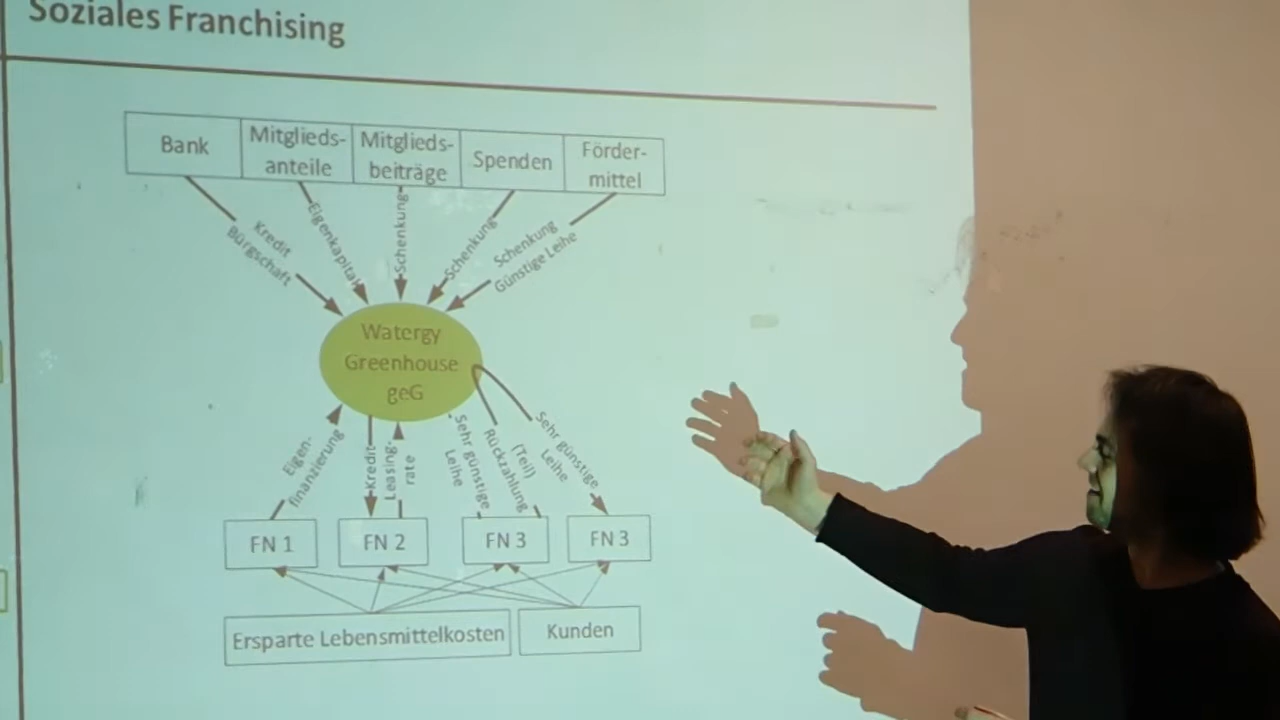 Soziales Franchising
Bank
Mitglieds-
anteile
Mitglieds-
beiträge
Spenden
Förder-
mittel
Kredit
Bürgschaft
Eigenkapital
Schenkung
Schenkung
Schenkung
Günstige Leihe
Watergy
Greenhouse
geG
Eigen-
finanzierung
Kredit
Leasing-
rate
Sehr günstige
Leihe
(Teil)
Rückzahlung
Sehr günstige
Leihe
FN 1
FN 2
FN 3
FN 3
Ersparte Lebensmittelkosten
Kunden